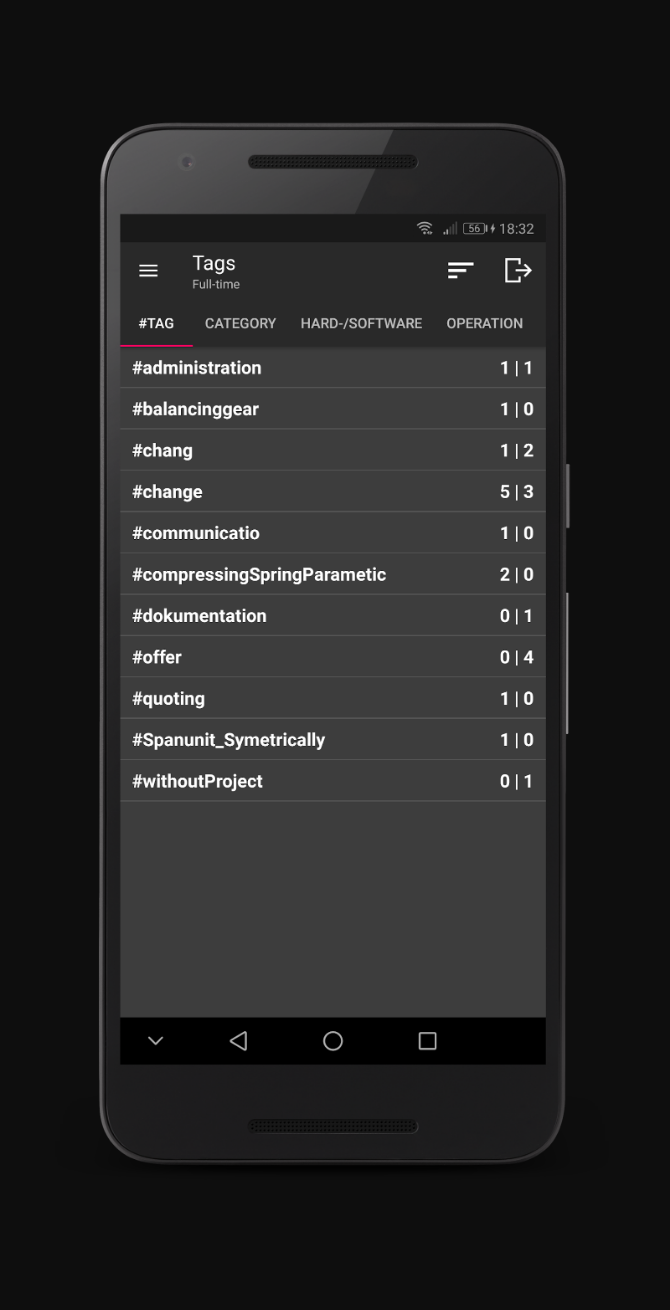 56 18:32
Tags
Full-time
#TAG CATEGORY HARD-/SOFTWARE OPERATION
#administration 1 | 1
#balancinggear 1 | 0
#chang 1 | 2
#change 5 | 3
#communicatio 1 | 0
#compressingSpringParametic 2 | 0
#dokumentation 0 | 1
#offer 0 | 4
#quoting 1 | 0
#Spanunit_Symetrically 1 | 0
#withoutProject 0 | 1